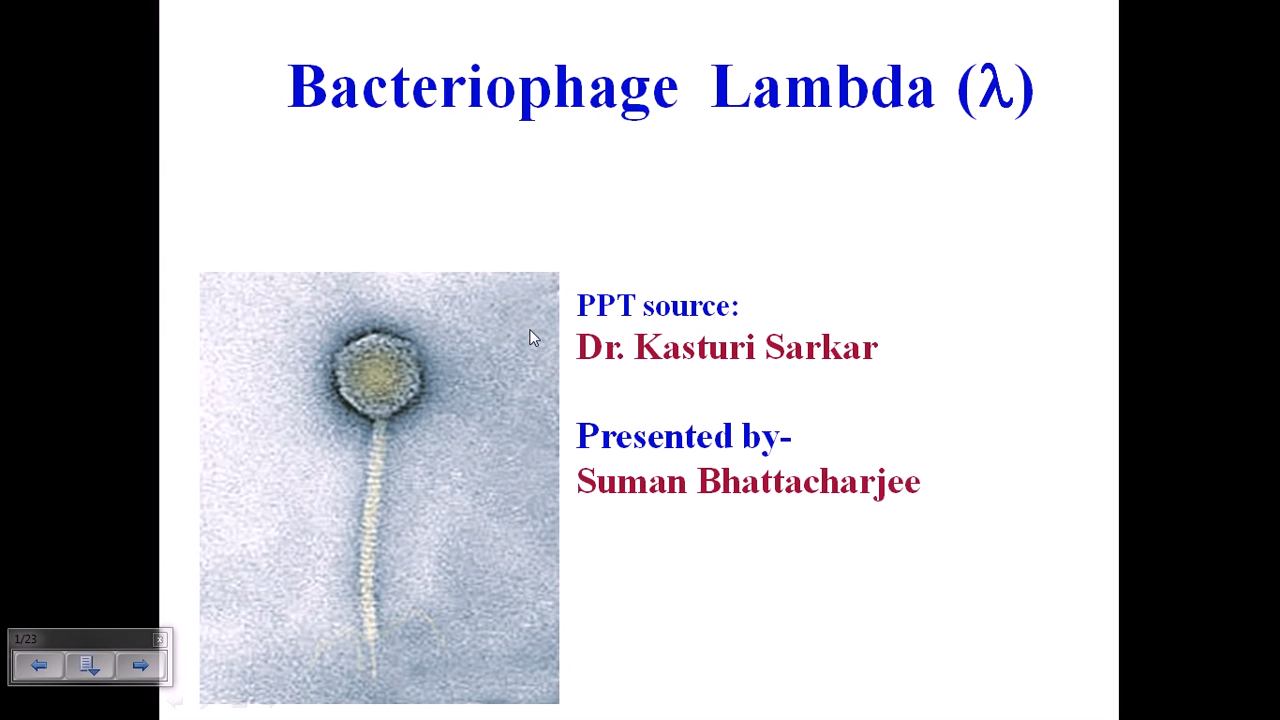 Bacteriophage Lambda (λ)
PPT source:
Dr. Kasturi Sarkar
Presented by-
Suman Bhattacharjee
1/23